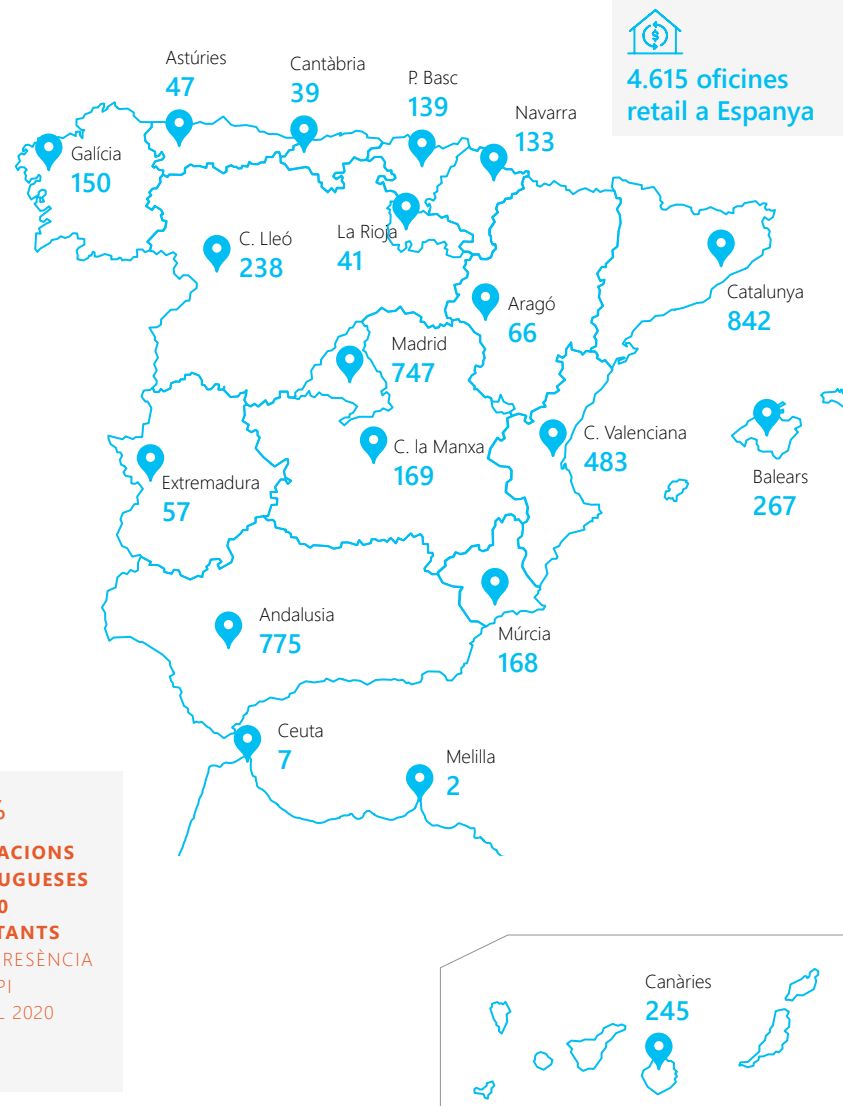 4.615 oficines
retail a Espanya
Astúries
47
Cantàbria
39
P. Basc
139
Navarra
133
Galícia
150
C. Lleó
238
La Rioja
41
Aragó
66
Catalunya
842
Madrid
747
C. la Manxa
169
C. Valenciana
483
Balears
267
Extremadura
57
Andalusia
775
Múrcia
168
Ceuta
7
Melilla
2
%
ACIONS
UGUESES
0
TANTS
RESÈNCIA
PI
L 2020
Canàries
245